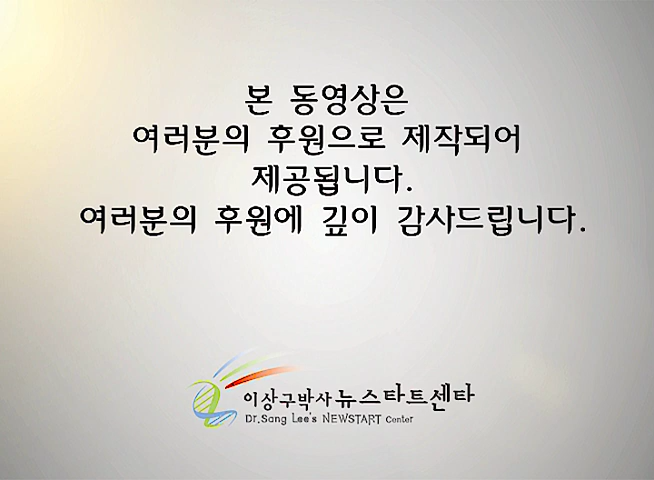 본 동영상은
여러분의 후원으로 제작되어
제공됩니다.
여러분의 후원에 깊이 감사드립니다.
이상구박사 뉴스타트센타
Dr.Sang Lee's NEWSTART Center